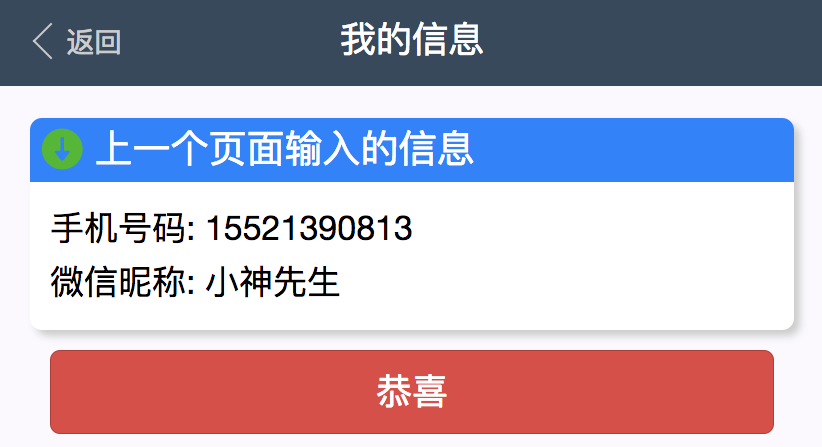 返回
我的信息
上一个页面输入的信息
手机号码: 15521390813
微信昵称: 小神先生
恭喜